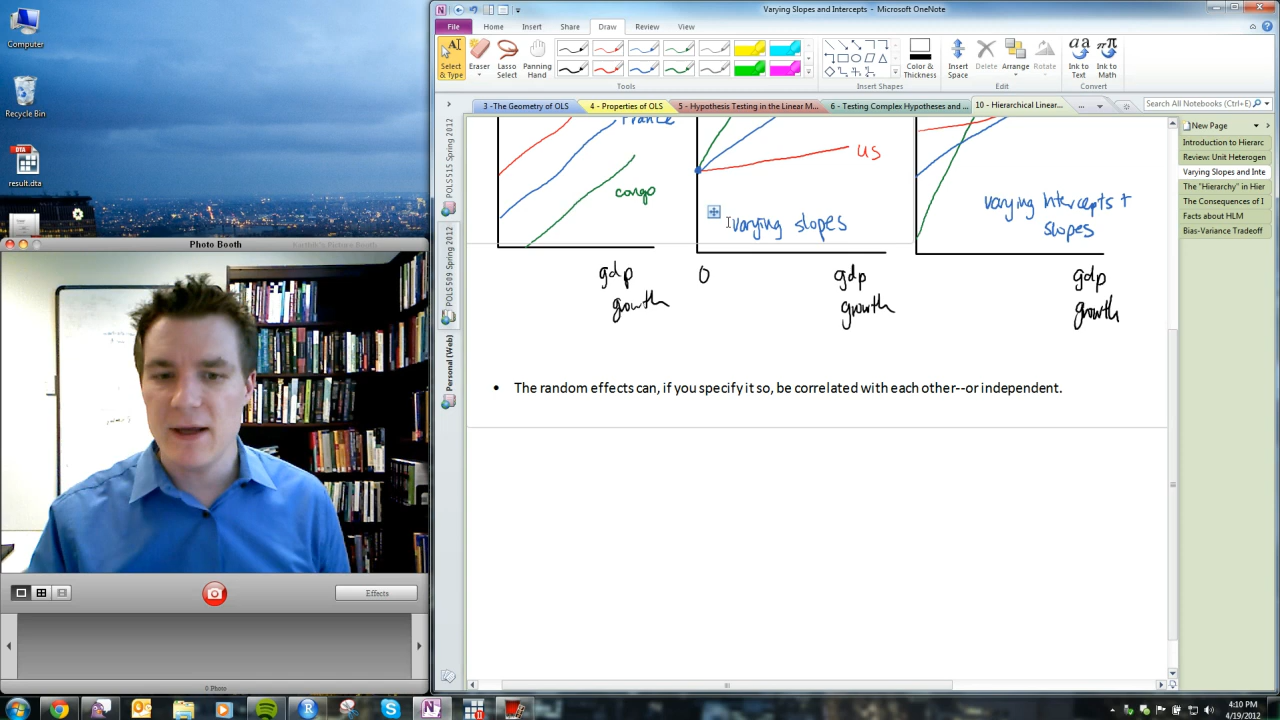 Computer
Recycle Bin
result.dta
Photo Booth
Effects
0 Photo
Varying Slopes and Intercepts - Microsoft OneNote
File Home Insert Share Draw Review View
Select & Type
Eraser
Lasso Select
Panning Hand
Color & Thickness
Insert Space
Delete
Arrange
Rotate
Ink to Text
Ink to Math
Tools
Insert Shapes
Edit
Convert
3 -The Geometry of OLS
4 - Properties of OLS
5 - Hypothesis Testing in the Linear M...
6 - Testing Complex Hypotheses and ...
10 - Hierarchical Linear...
...
Search All Notebooks (Ctrl+E)
POLS 515 Spring 2012
POLS 509 Spring 2012
Personal (Web)
New Page
Introduction to Hierarc
Review: Unit Heterogen
Varying Slopes and Inte
The "Hierarchy" in Hier
The Consequences of I
Facts about HLM
Bias-Variance Tradeoff
France
congo
gdp
growth
US
varying slopes
0
gdp
growth
varying Intercepts +
slopes
gdp
growth
• The random effects can, if you specify it so, be correlated with each other--or independent.
4:10 PM
4/19/2012